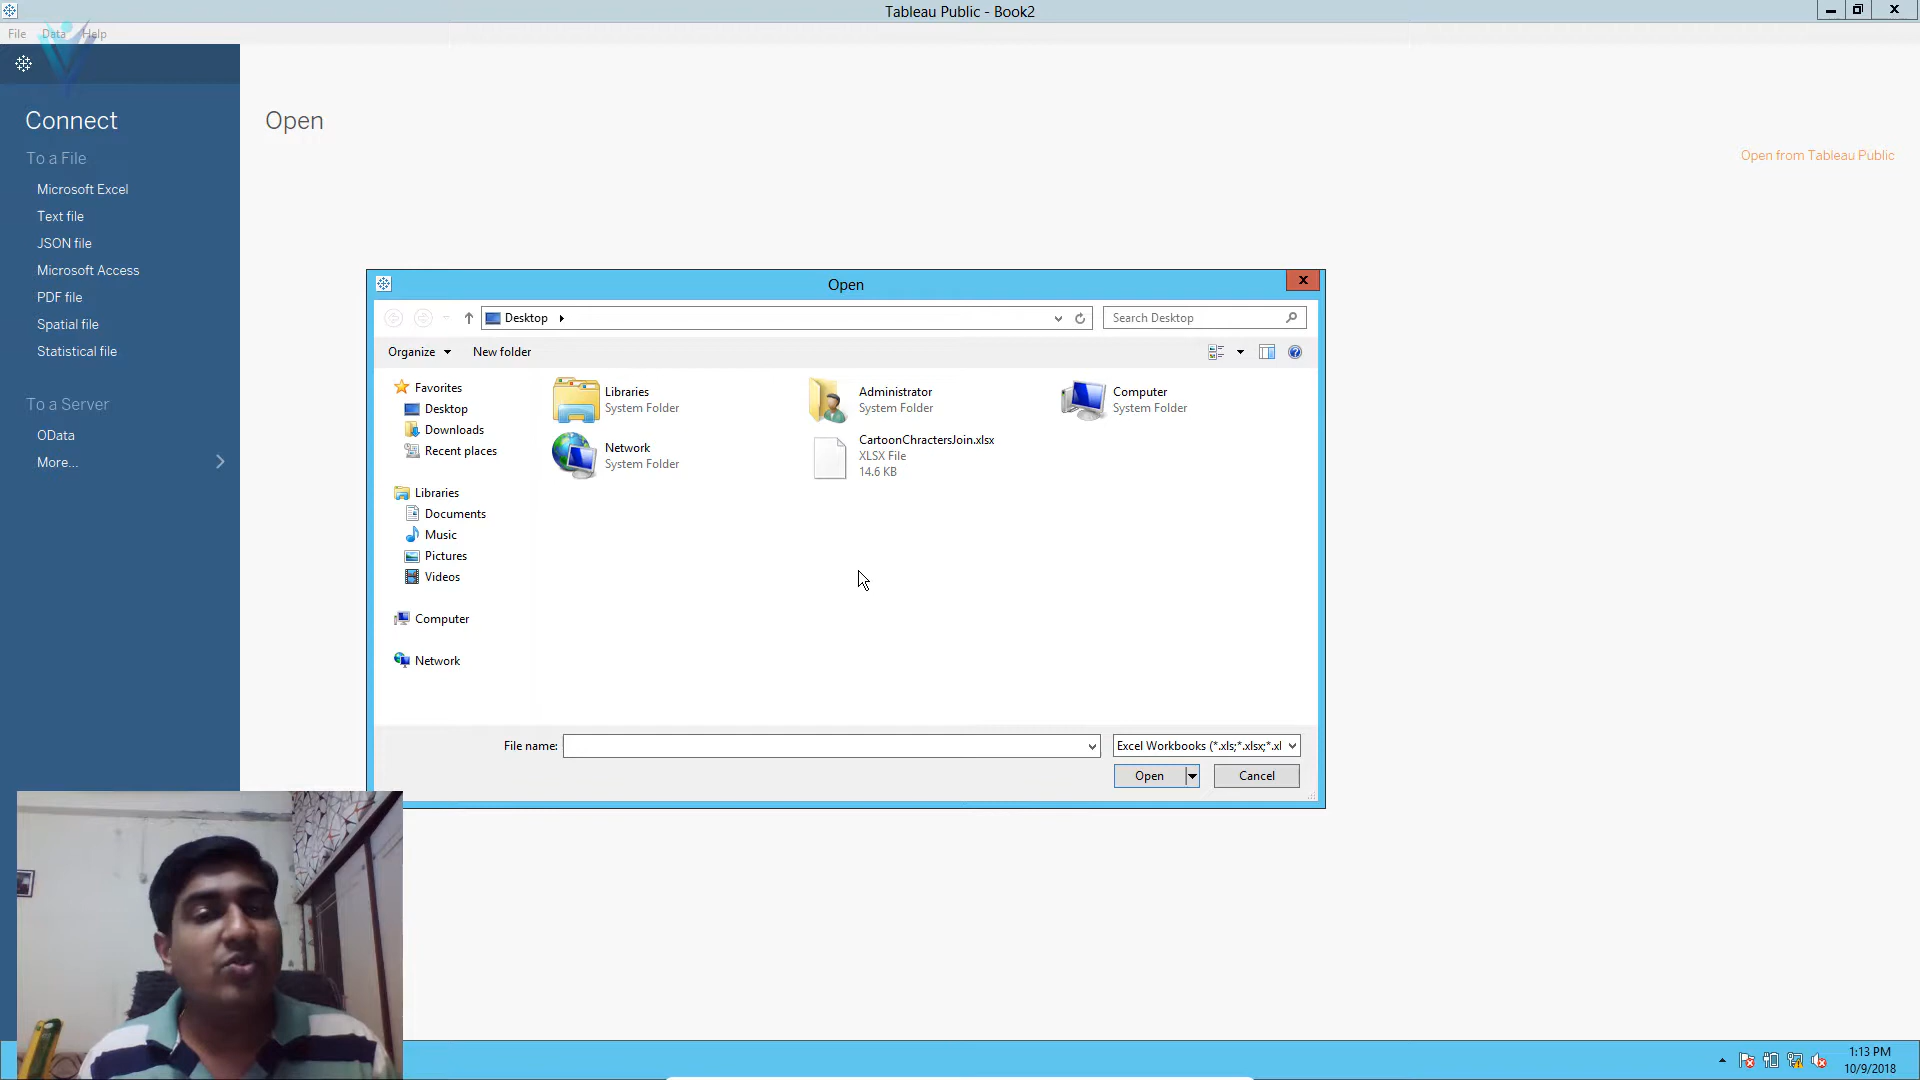 Tableau Public - Book2
File Data Help
Connect
To a File
Microsoft Excel
Text file
JSON file
Microsoft Access
PDF file
Spatial file
Statistical file
To a Server
OData
More...
Open
Open from Tableau Public
Open
Desktop
Search Desktop
Organize
New folder
Favorites
Desktop
Downloads
Recent places
Libraries
Documents
Music
Pictures
Videos
Computer
Network
Libraries
System Folder
Administrator
System Folder
Computer
System Folder
Network
System Folder
CartoonChractersJoin.xlsx
XLSX File
14.6 KB
File name:
Excel Workbooks (*.xls;*.xlsx;*.xl
Open
Cancel
1:13 PM
10/9/2018